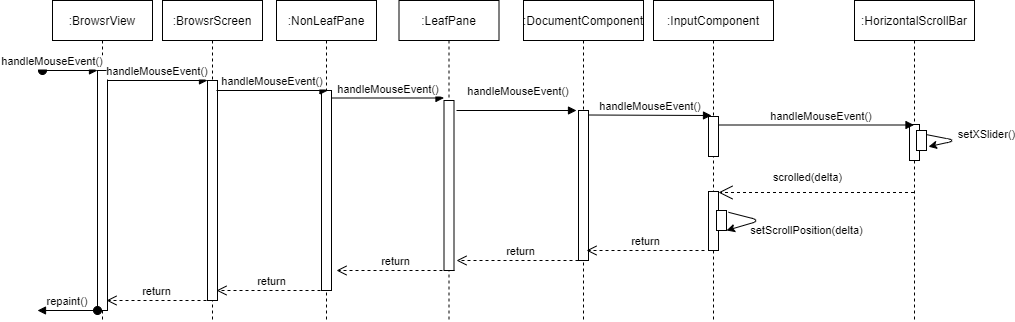 :BrowsrView
:BrowsrScreen
:NonLeafPane
:LeafPane
:DocumentComponent
:InputComponent
:HorizontalScrollBar
handleMouseEvent()
handleMouseEvent()
handleMouseEvent()
handleMouseEvent()
handleMouseEvent()
handleMouseEvent()
handleMouseEvent()
setXSlider()
scrolled(delta)
setScrollPosition(delta)
return
return
return
return
return
repaint()